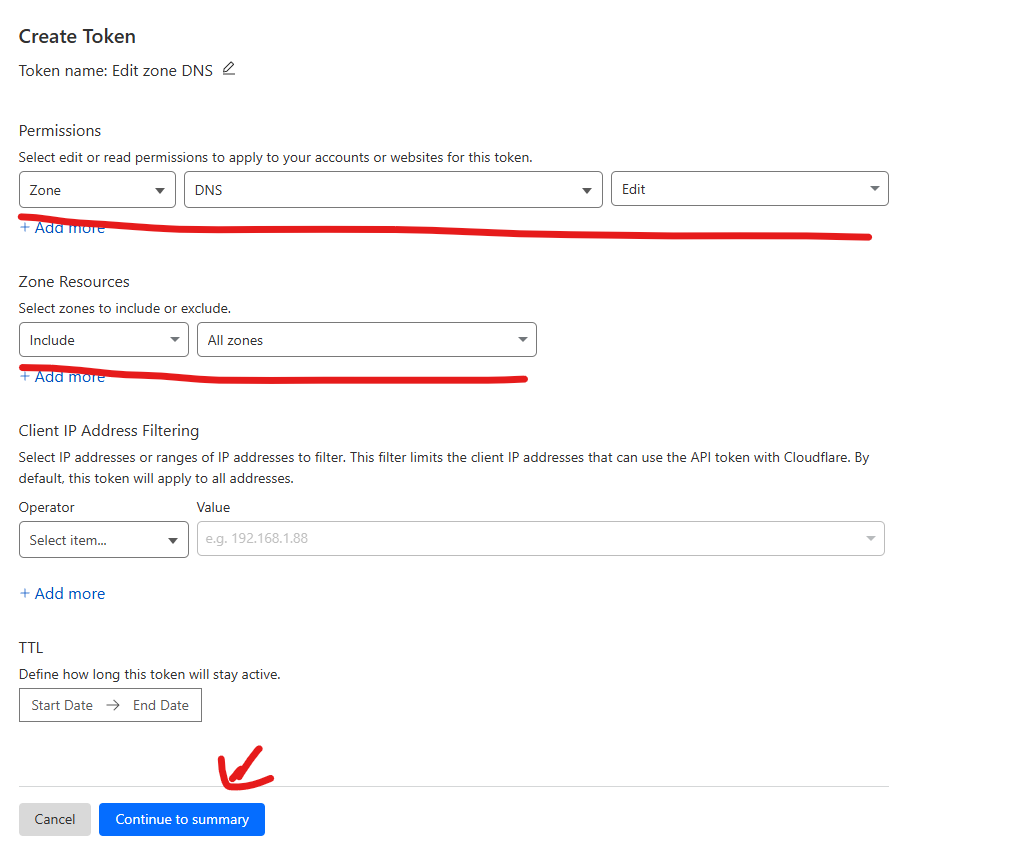 Create Token
Token name: Edit zone DNS
Permissions
Select edit or read permissions to apply to your accounts or websites for this token.
Zone DNS Edit
+ Add more
Zone Resources
Select zones to include or exclude.
Include All zones
+ Add more
Client IP Address Filtering
Select IP addresses or ranges of IP addresses to filter. This filter limits the client IP addresses that can use the API token with Cloudflare. By
default, this token will apply to all addresses.
Operator Value
Select item... e.g. 192.168.1.88
+ Add more
TTL
Define how long this token will stay active.
Start Date → End Date
Cancel Continue to summary